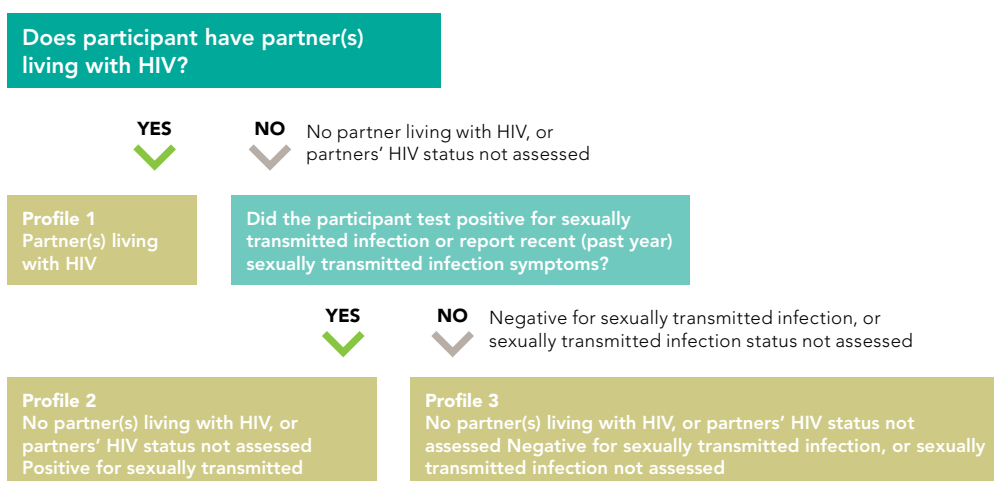 Does participant have partner(s)
living with HIV?
YES
NO
No partner living with HIV, or
partners’ HIV status not assessed
Profile 1
Partner(s) living
with HIV
Did the participant test positive for sexually
transmitted infection or report recent (past year)
sexually transmitted infection symptoms?
YES
NO
Negative for sexually transmitted infection, or
sexually transmitted infection status not assessed
Profile 2
No partner(s) living with HIV, or
partners’ HIV status not assessed
Positive for sexually transmitted
Profile 3
No partner(s) living with HIV, or partners’ HIV status not
assessed Negative for sexually transmitted infection, or sexually
transmitted infection not assessed